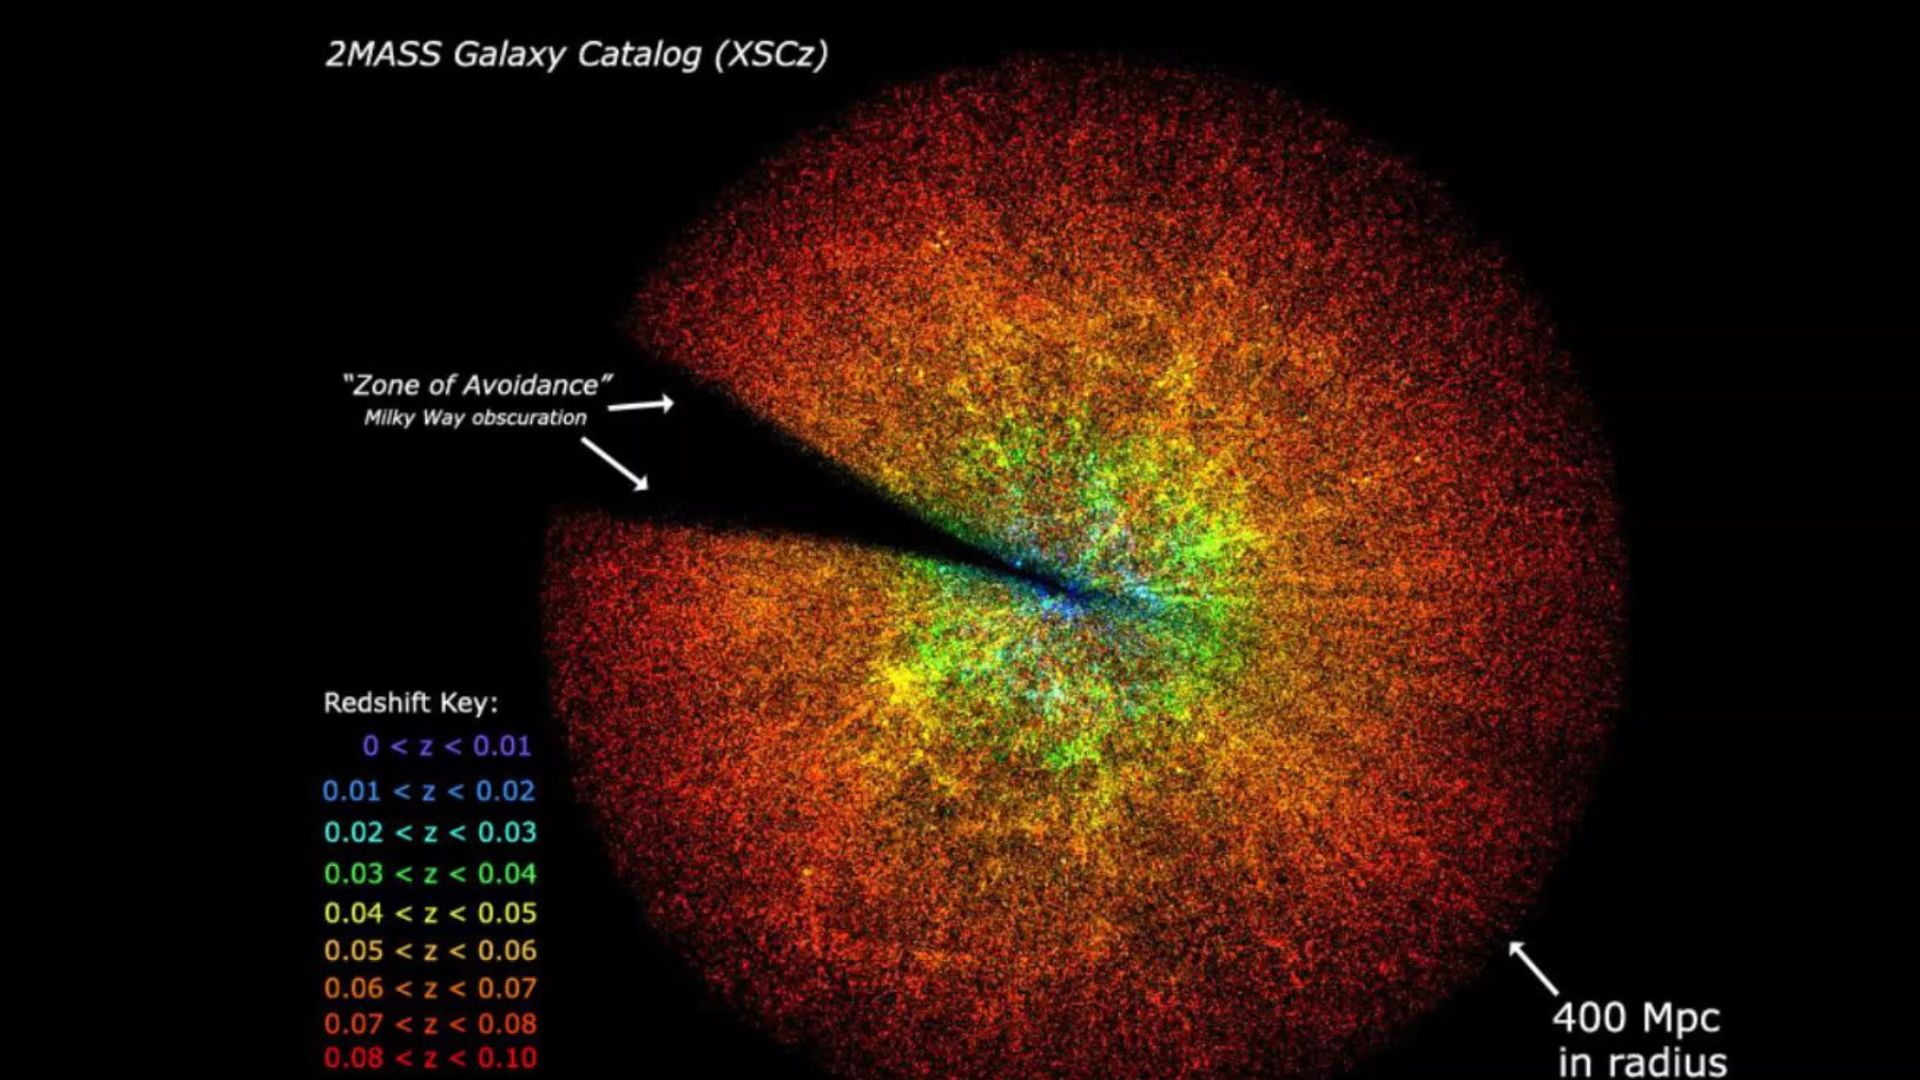 2MASS Galaxy Catalog (XSCz)
"Zone of Avoidance"
Milky Way obscuration
Redshift Key:
0 < z < 0.01
0.01 < z < 0.02
0.02 < z < 0.03
0.03 < z < 0.04
0.04 < z < 0.05
0.05 < z < 0.06
0.06 < z < 0.07
0.07 < z < 0.08
0.08 < z < 0.10
400 Mpc
in radius